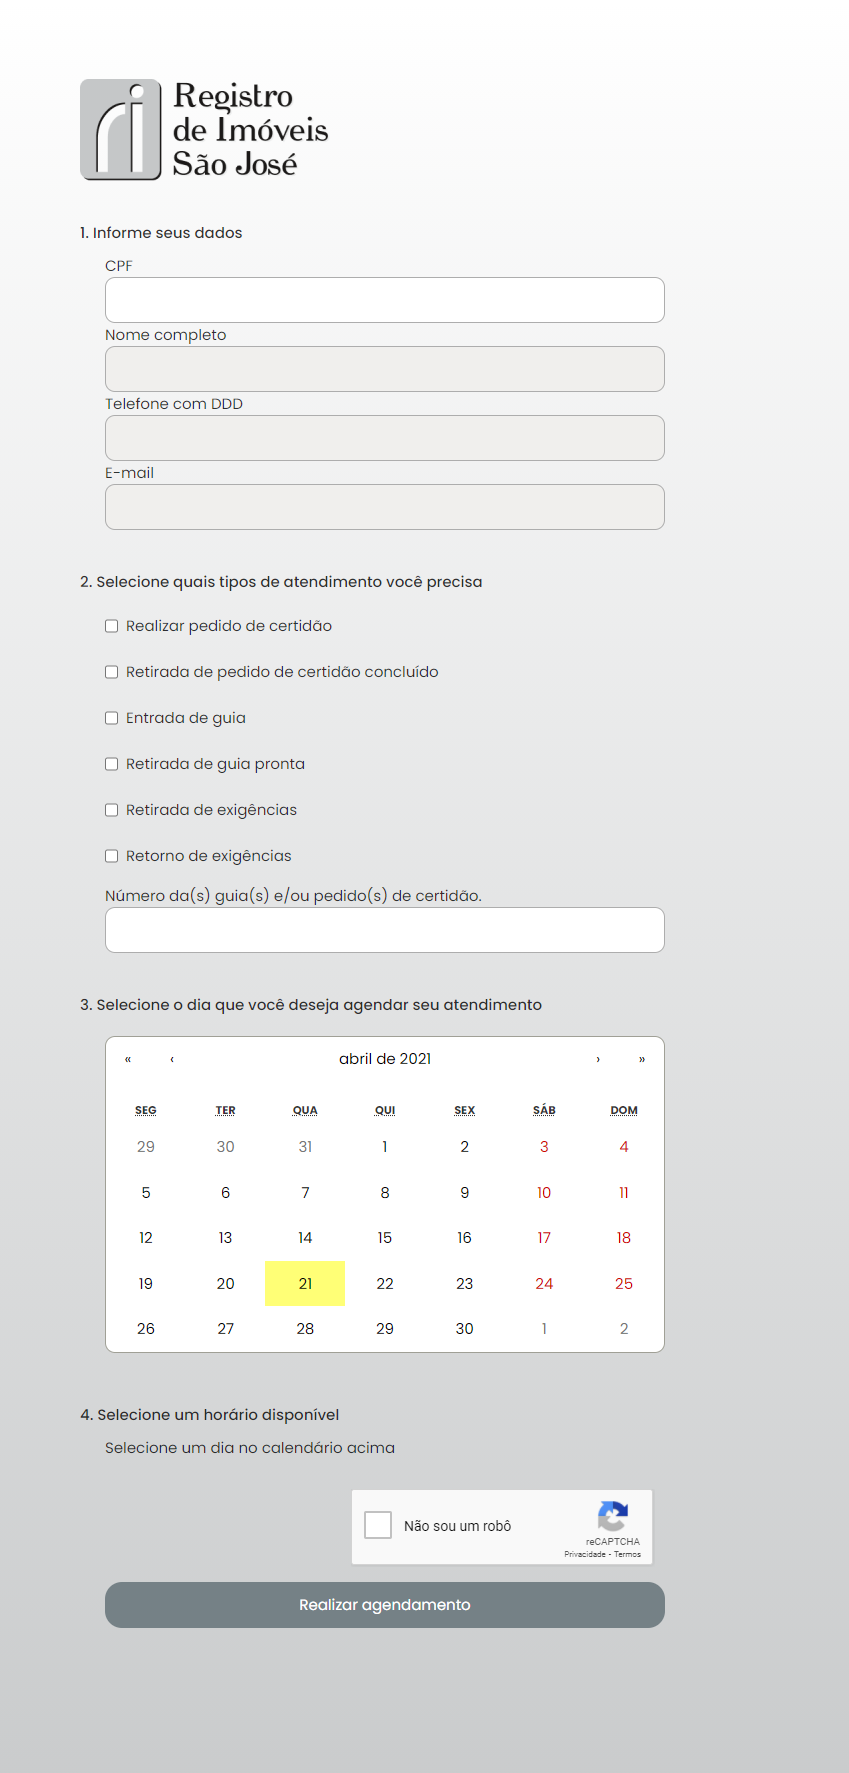 ri
Registro
de Imóveis
São José
1. Informe seus dados
CPF
Nome completo
Telefone com DDD
E-mail
2. Selecione quais tipos de atendimento você precisa
Realizar pedido de certidão
Retirada de pedido de certidão concluído
Entrada de guia
Retirada de guia pronta
Retirada de exigências
Retorno de exigências
Número da(s) guia(s) e/ou pedido(s) de certidão.
3. Selecione o dia que você deseja agendar seu atendimento
« ‹ abril de 2021 › »
SEG TER QUA QUI SEX SÁB DOM
29 30 31 1 2 3 4
5 6 7 8 9 10 11
12 13 14 15 16 17 18
19 20 21 22 23 24 25
26 27 28 29 30 1 2
4. Selecione um horário disponível
Selecione um dia no calendário acima
Não sou um robô
reCAPTCHA
Privacidade - Termos
Realizar agendamento